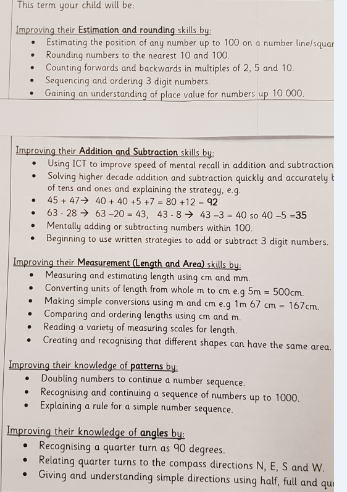 This term your child will be:
Improving their Estimation and rounding skills by:
• Estimating the position of any number up to 100 on a number line/squar
• Rounding numbers to the nearest 10 and 100.
• Counting forwards and backwards in multiples of 2, 5 and 10.
• Sequencing and ordering 3 digit numbers.
• Gaining an understanding of place value for numbers up 10 000.
Improving their Addition and Subtraction skills by:
• Using ICT to improve speed of mental recall in addition and subtraction
• Solving higher decade addition and subtraction quickly and accurately b
of tens and ones and explaining the strategy, e.g.
• 45 + 47→ 40 + 40 +5 +7 = 80 +12 – 92
• 63 - 28 → 63 –20 = 43, 43 - 8 → 43 –3 – 40 so 40 –5 =35
• Mentally adding or subtracting numbers within 100.
• Beginning to use written strategies to add or subtract 3 digit numbers.
Improving their Measurement (Length and Area) skills by:
• Measuring and estimating length using cm and mm.
• Converting units of length from whole m to cm e.g 5m = 500cm.
• Making simple conversions using m and cm e.g 1m 67 cm – 167cm.
• Comparing and ordering lengths using cm and m.
• Reading a variety of measuring scales for length.
• Creating and recognising that different shapes can have the same area.
Improving their knowledge of patterns by:
• Doubling numbers to continue a number sequence.
• Recognising and continuing a sequence of numbers up to 1000.
• Explaining a rule for a simple number sequence.
Improving their knowledge of angles by:
• Recognising a quarter turn as 90 degrees.
• Relating quarter turns to the compass directions N, E, S and W.
• Giving and understanding simple directions using half, full and qu